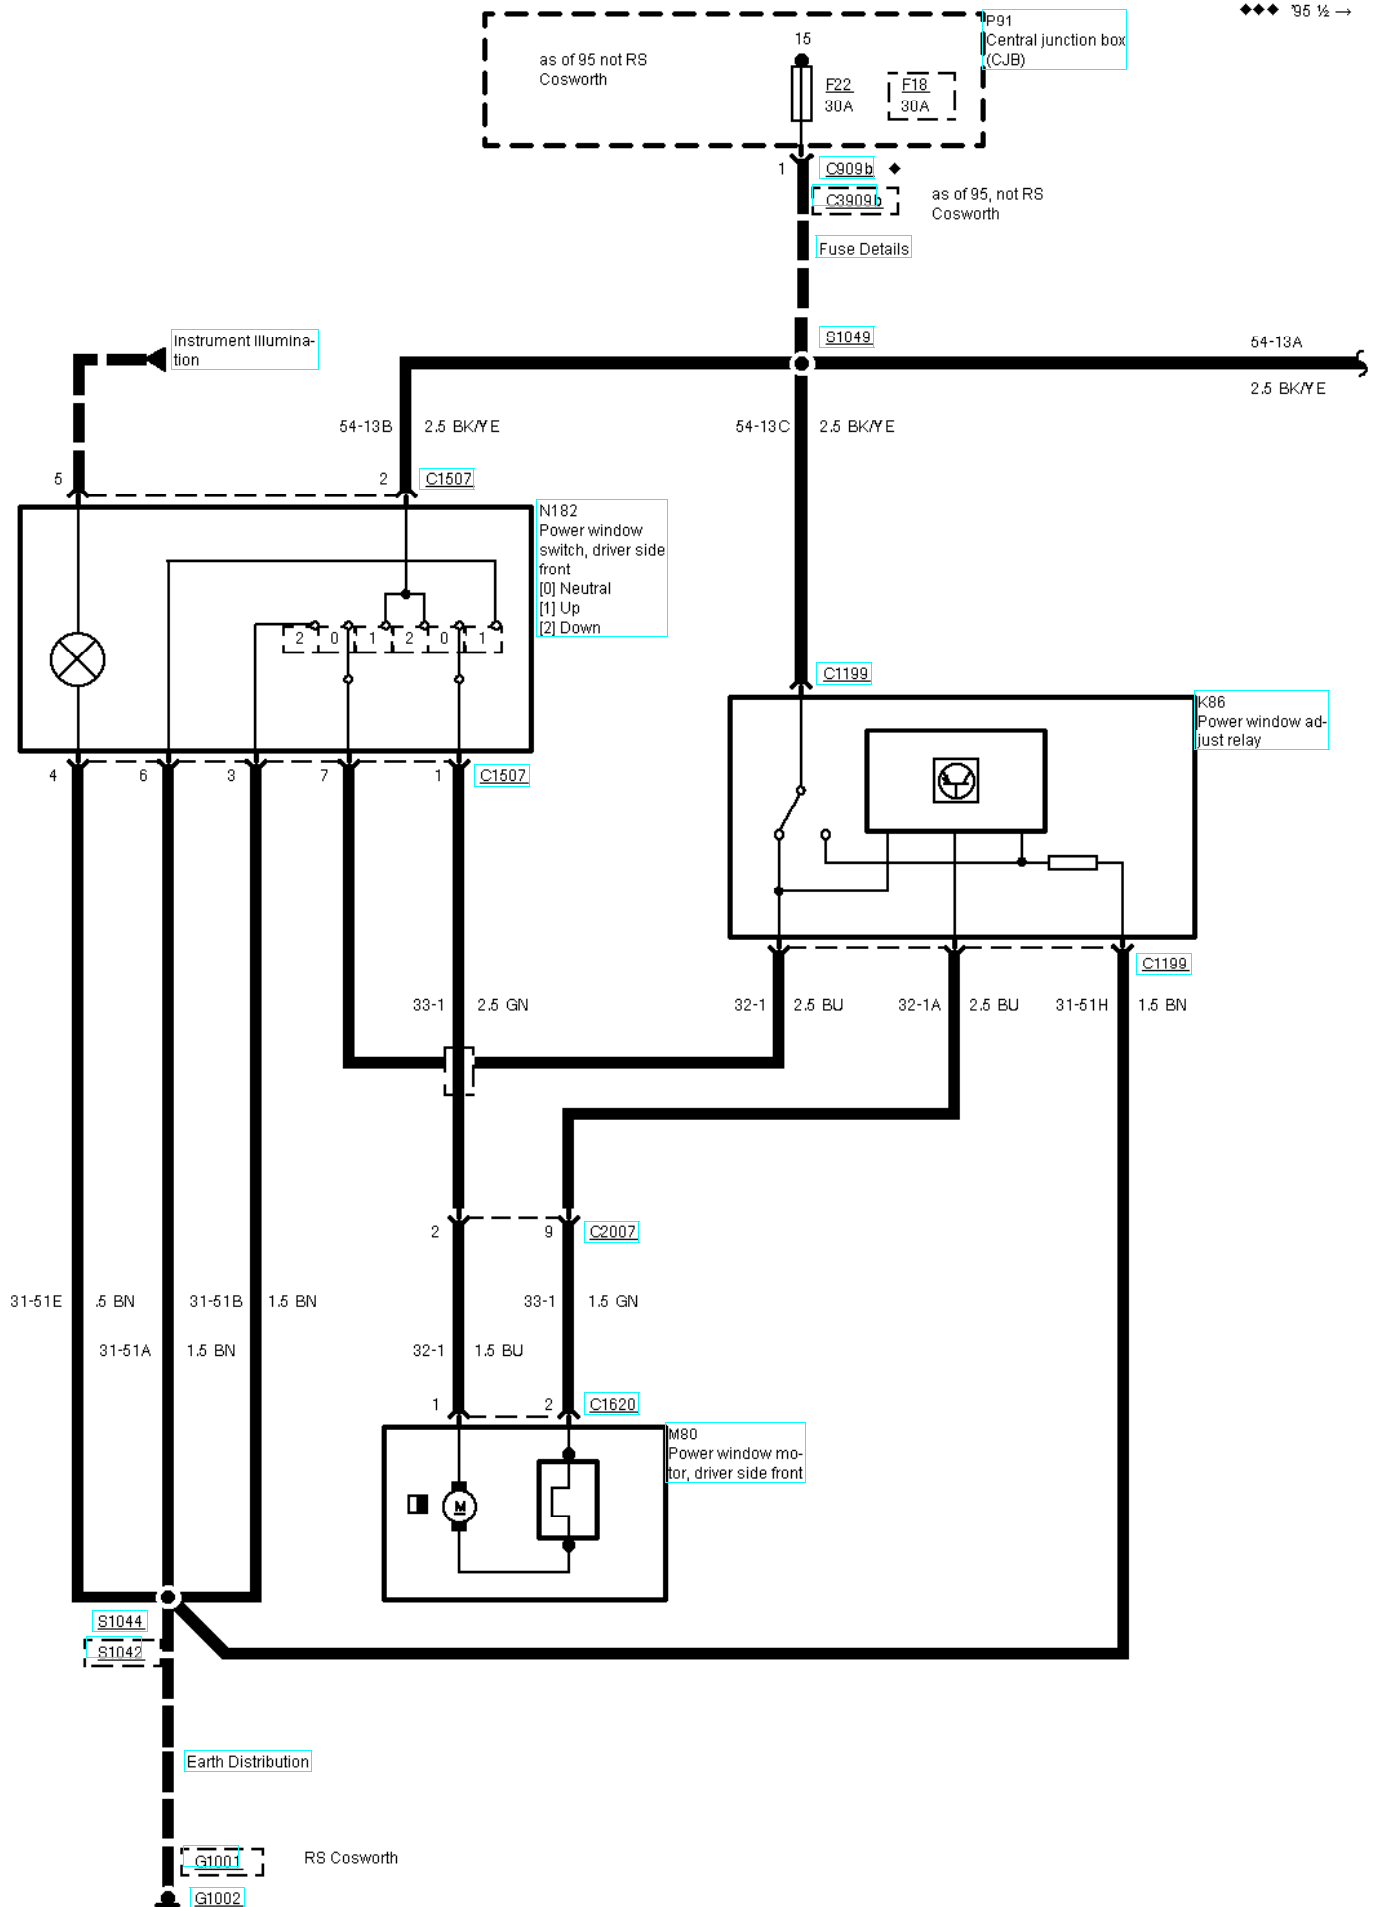 ◆◆◆ '95 ½ →
P91
Central junction box
(CJB)
as of 95 not RS
Cosworth
15
F22
30A
F18
30A
1
C909b ◆
C3909b
as of 95, not RS
Cosworth
Fuse Details
S1049
Instrument Illumina-
tion
54-13A
2.5 BK/YE
54-13B
2.5 BK/YE
54-13C
2.5 BK/YE
5
2
C1507
N182
Power window
switch, driver side
front
[0] Neutral
[1] Up
[2] Down
2 0 1 2 0 1
C1199
K86
Power window ad-
just relay
4
6
3
7
1
C1507
C1199
33-1
2.5 GN
32-1
2.5 BU
32-1A
2.5 BU
31-51H
1.5 BN
2
9
C2007
31-51E
.5 BN
31-51B
1.5 BN
33-1
1.5 GN
31-51A
1.5 BN
32-1
1.5 BU
1
2
C1620
M80
Power window mo-
tor, driver side front
M
S1044
S1042
Earth Distribution
G1001
RS Cosworth
G1002